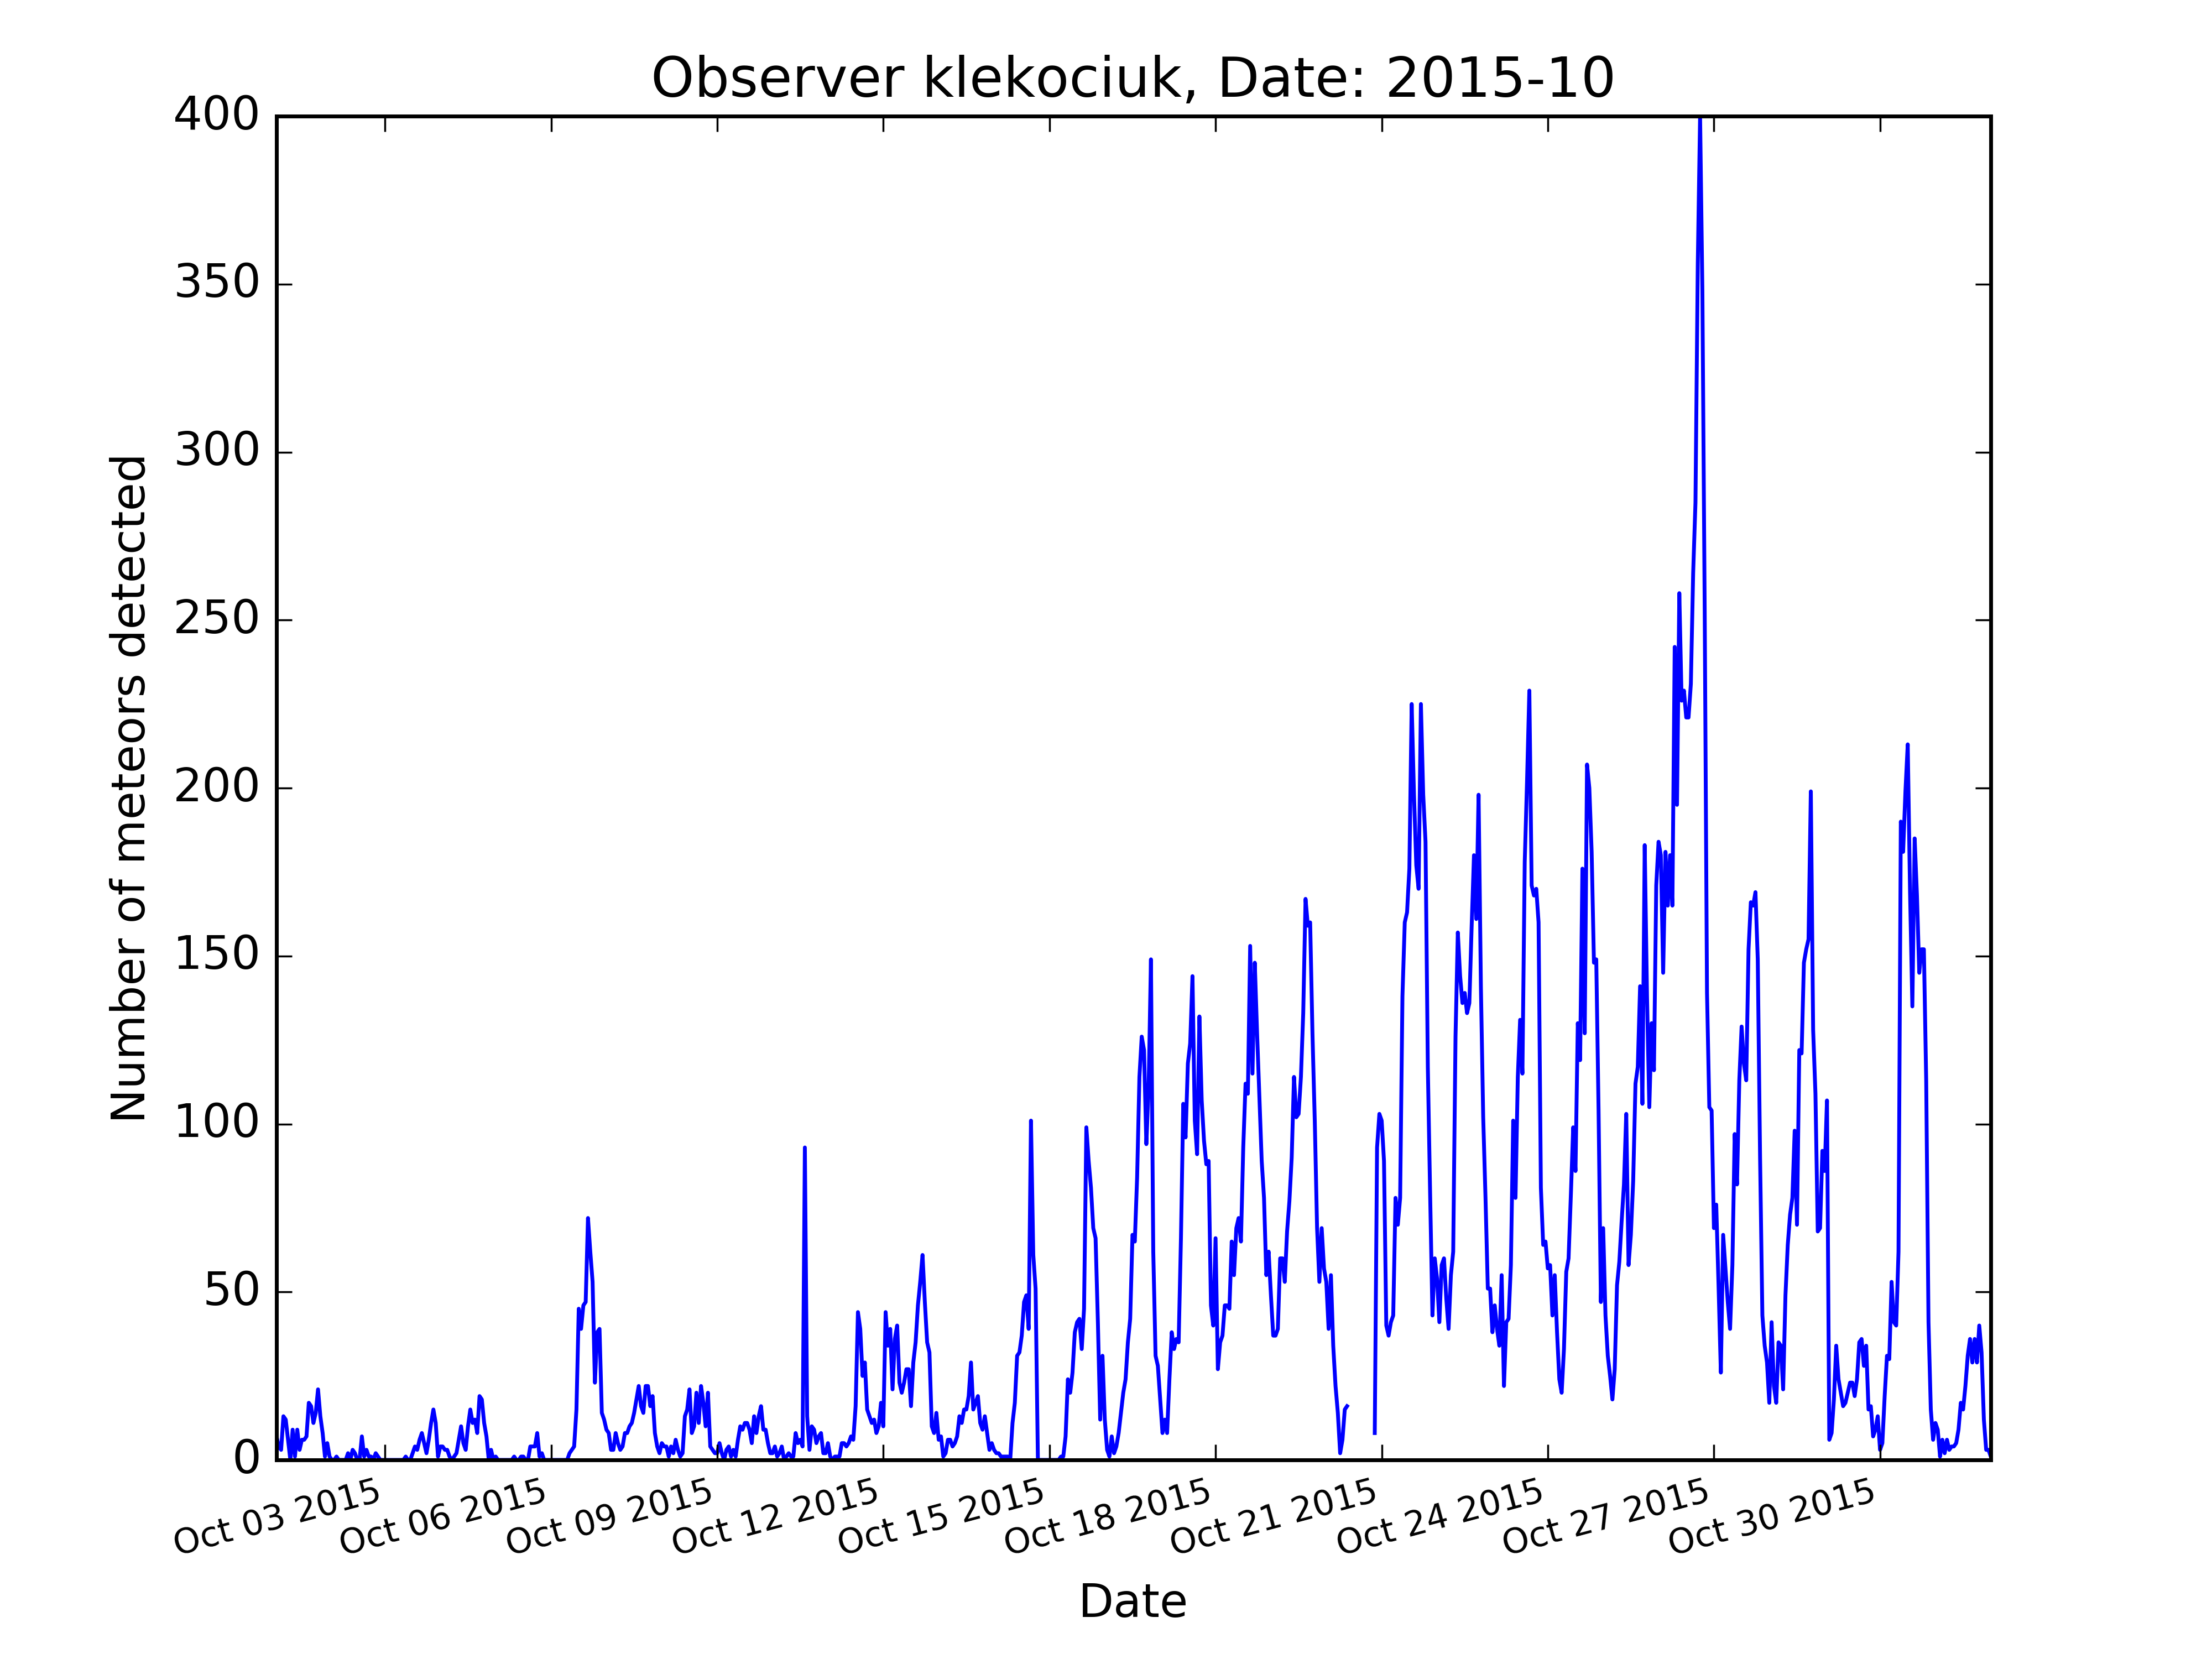 Observer klekociuk, Date: 2015-10
400
350
300
250
200
150
100
50
0
Number of meteors detected
Oct 03 2015
Oct 06 2015
Oct 09 2015
Oct 12 2015
Oct 15 2015
Oct 18 2015
Oct 21 2015
Oct 24 2015
Oct 27 2015
Oct 30 2015
Date